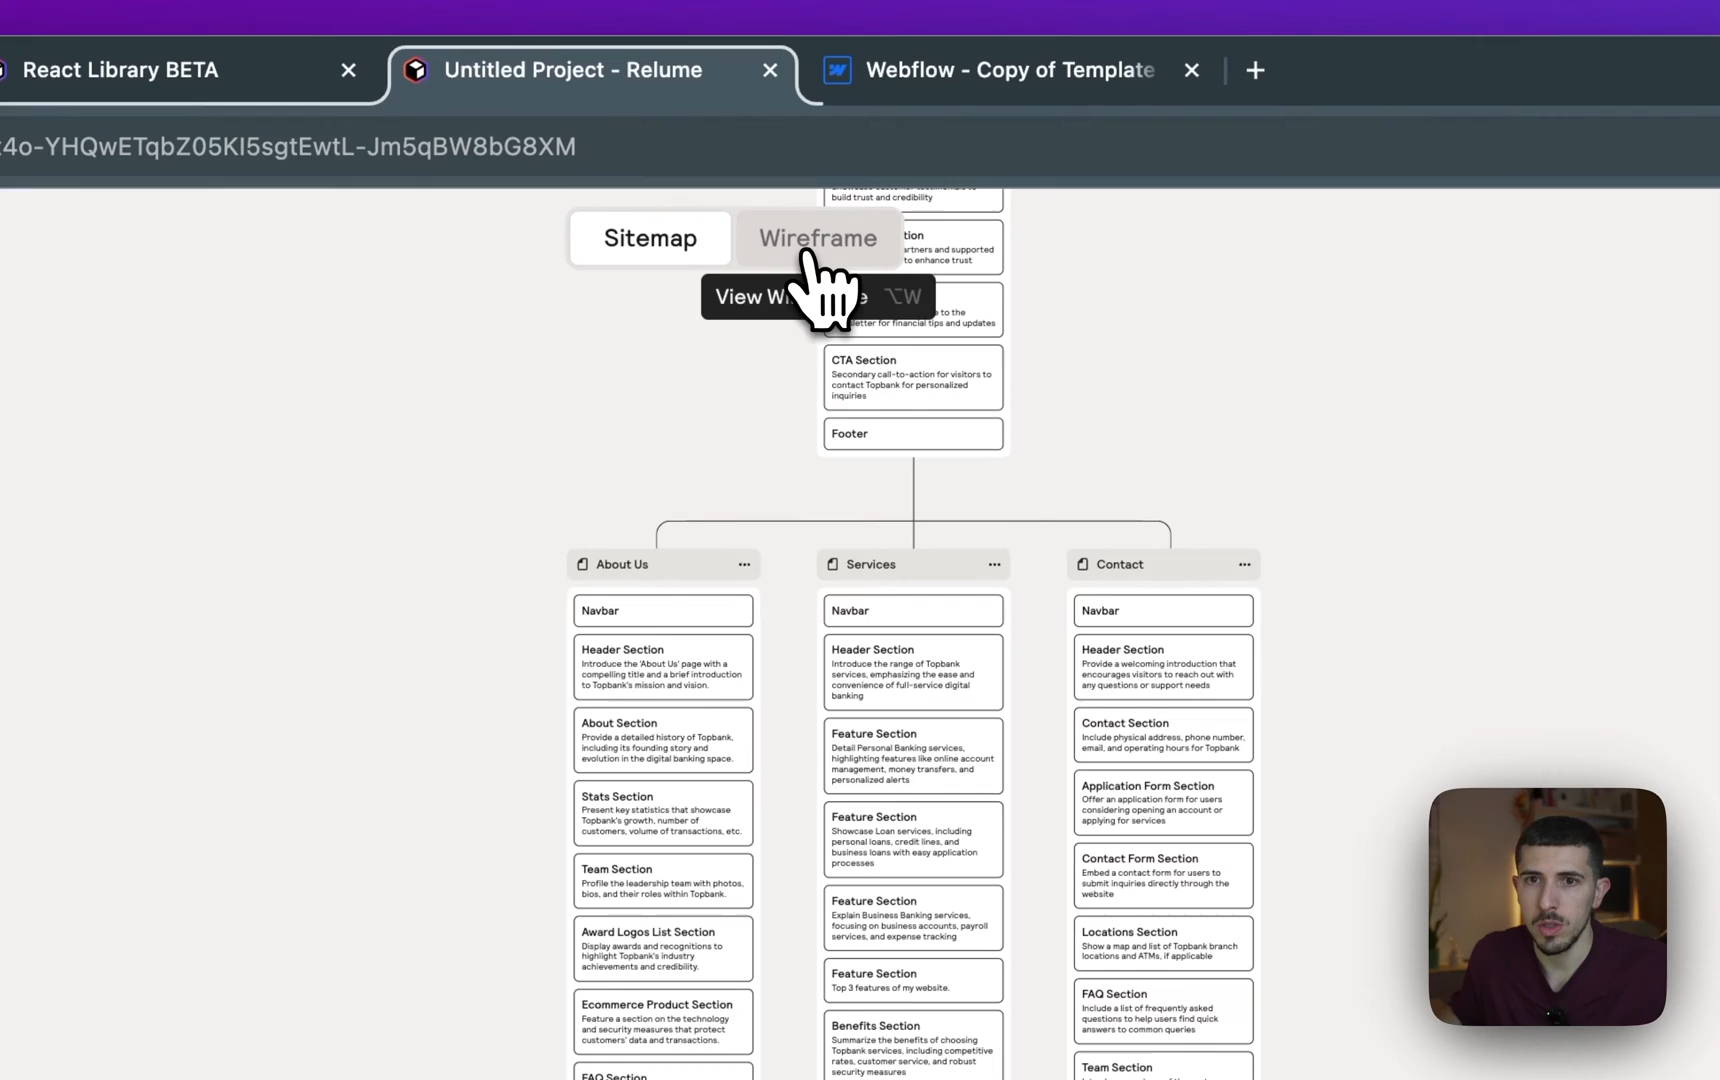 React Library BETA
Untitled Project - Relume
Webflow - Copy of Template
4o-YHQwETqbZ05KI5sgtEwtL-Jm5qBW8bG8XM
build trust and credibility
Sitemap
Wireframe
tion
artners and supported
to enhance trust
View Wi
e
⌥W
e to the
letter for financial tips and updates
CTA Section
Secondary call-to-action for visitors to
contact Topbank for personalized
inquiries
Footer
About Us
Navbar
Header Section
Introduce the 'About Us' page with a
compelling title and a brief introduction
to Topbank's mission and vision.
About Section
Provide a detailed history of Topbank,
including its founding story and
evolution in the digital banking space.
Stats Section
Present key statistics that showcase
Topbank's growth, number of
customers, volume of transactions, etc.
Team Section
Profile the leadership team with photos,
bios, and their roles within Topbank.
Award Logos List Section
Display awards and recognitions to
highlight Topbank's industry
achievements and credibility.
Ecommerce Product Section
Feature a section on the technology
and security measures that protect
customers' data and transactions.
FAQ Section
Services
Navbar
Header Section
Introduce the range of Topbank
services, emphasizing the ease and
convenience of full-service digital
banking
Feature Section
Detail Personal Banking services,
highlighting features like online account
management, money transfers, and
personalized alerts
Feature Section
Showcase Loan services, including
personal loans, credit lines, and
business loans with easy application
processes
Feature Section
Explain Business Banking services,
focusing on business accounts, payroll
services, and expense tracking
Feature Section
Top 3 features of my website.
Benefits Section
Summarize the benefits of choosing
Topbank services, including competitive
rates, customer service, and robust
security measures
Contact
Navbar
Header Section
Provide a welcoming introduction that
encourages visitors to reach out with
any questions or support needs
Contact Section
Include physical address, phone number,
email, and operating hours for Topbank
Application Form Section
Offer an application form for users
considering opening an account or
applying for services
Contact Form Section
Embed a contact form for users to
submit inquiries directly through the
website
Locations Section
Show a map and list of Topbank branch
locations and ATMs, if applicable
FAQ Section
Include a list of frequently asked
questions to help users find quick
answers to common queries
Team Section